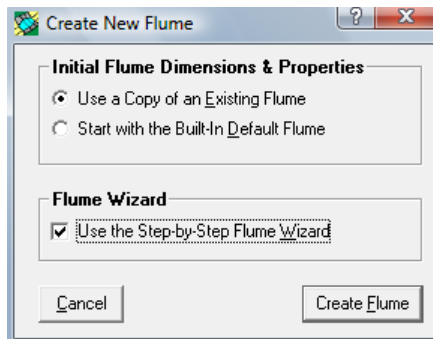 Create New Flume
Initial Flume Dimensions & Properties
Use a Copy of an Existing Flume
Start with the Built-In Default Flume
Flume Wizard
Use the Step-by-Step Flume Wizard
Cancel
Create Flume